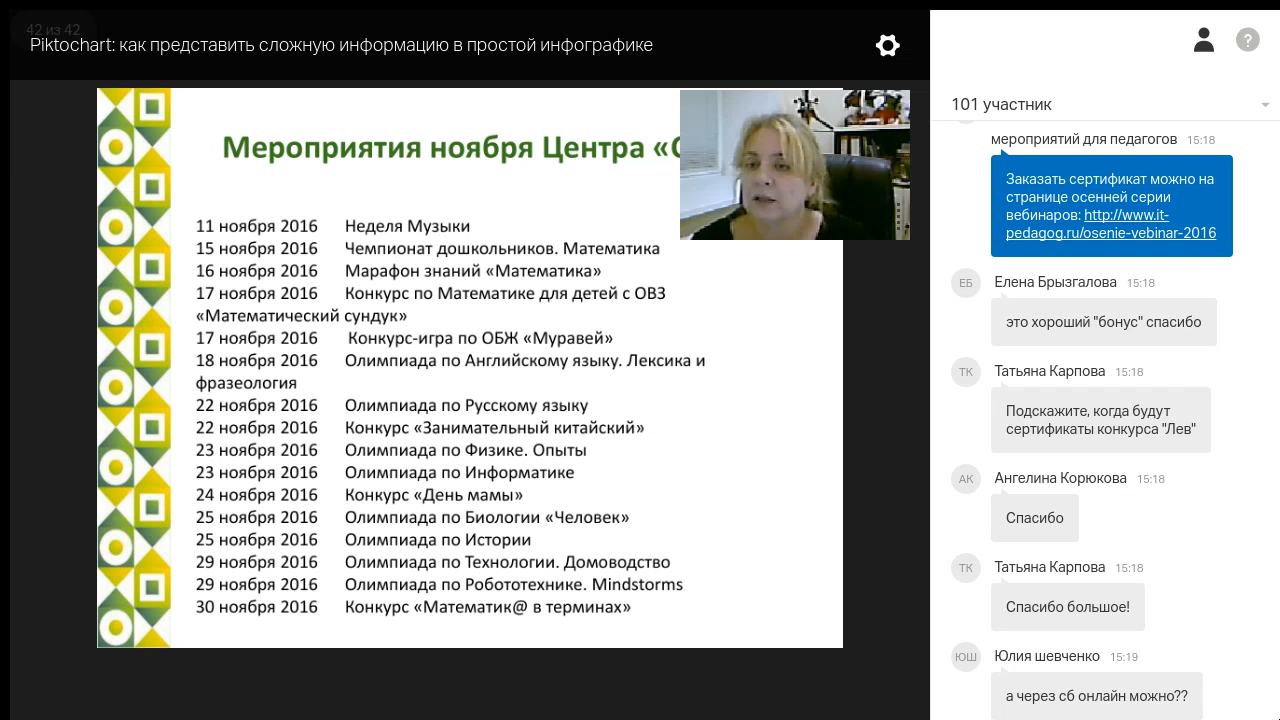 42 из 42
Piktochart: как представить сложную информацию в простой инфографике
Мероприятия ноября Центра «С
11 ноября 2016 Неделя Музыки
15 ноября 2016 Чемпионат дошкольников. Математика
16 ноября 2016 Марафон знаний «Математика»
17 ноября 2016 Конкурс по Математике для детей с ОВЗ
«Математический сундук»
17 ноября 2016 Конкурс-игра по ОБЖ «Муравей»
18 ноября 2016 Олимпиада по Английскому языку. Лексика и
фразеология
22 ноября 2016 Олимпиада по Русскому языку
22 ноября 2016 Конкурс «Занимательный китайский»
23 ноября 2016 Олимпиада по Физике. Опыты
23 ноября 2016 Олимпиада по Информатике
24 ноября 2016 Конкурс «День мамы»
25 ноября 2016 Олимпиада по Биологии «Человек»
25 ноября 2016 Олимпиада по Истории
29 ноября 2016 Олимпиада по Технологии. Домоводство
29 ноября 2016 Олимпиада по Робототехнике. Mindstorms
30 ноября 2016 Конкурс «Математик@ в терминах»
?
101 участник
мероприятий для педагогов 15:18
Заказать сертификат можно на
странице осенней серии
вебинаров: http://www.it-
pedagog.ru/osenie-vebinar-2016
ЕБ Елена Брызгалова 15:18
это хороший "бонус" спасибо
ТК Татьяна Карпова 15:18
Подскажите, когда будут
сертификаты конкурса "Лев"
АК Ангелина Корюкова 15:18
Спасибо
ТК Татьяна Карпова 15:18
Спасибо большое!
ЮШ Юлия шевченко 15:19
а через сб онлайн можно??